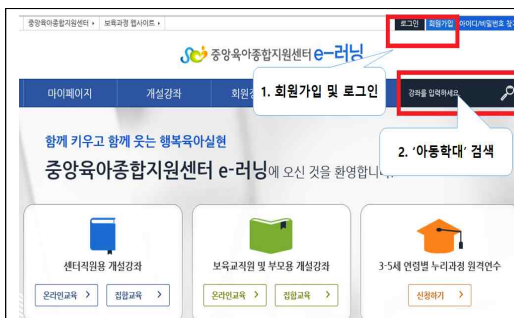 중앙육아종합지원센터 보육과정 웹사이트
로그인 회원가입 아이디/비밀번호 찾기
중앙육아종합지원센터 e-러닝
마이페이지 개설강좌
1. 회원가입 및 로그인
강좌를 입력하세요
2. '아동학대' 검색
함께 키우고 함께 웃는 행복육아실현
중앙육아종합지원센터 e-러닝에 오신 것을 환영합니다.
센터직원용 개설강좌 보육교직원 및 부모용 개설강좌 3-5세 연령별 누리과정 원격연수
온라인교육 > 집합교육 > 온라인교육 > 집합교육 > 신청하기 >